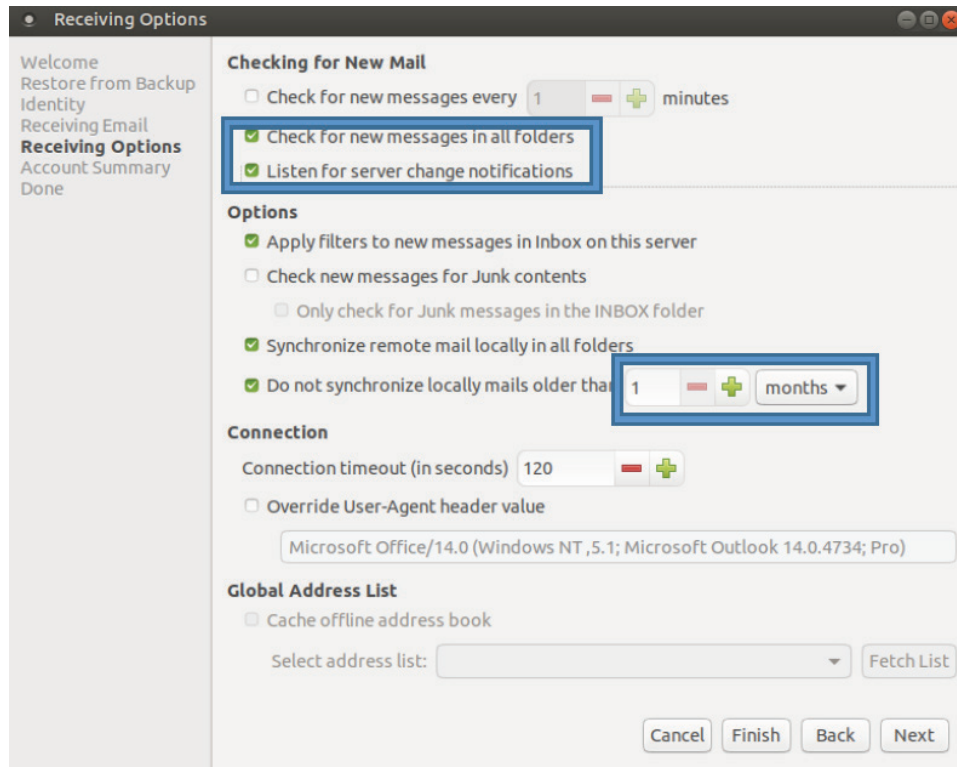 Receiving Options
Welcome
Restore from Backup
Identity
Receiving Email
Receiving Options
Account Summary
Done
Checking for New Mail
Check for new messages every 1 minutes
Check for new messages in all folders
Listen for server change notifications
Options
Apply filters to new messages in Inbox on this server
Check new messages for Junk contents
Only check for Junk messages in the INBOX folder
Synchronize remote mail locally in all folders
Do not synchronize locally mails older than 1 months
Connection
Connection timeout (in seconds) 120
Override User-Agent header value
Microsoft Office/14.0 (Windows NT ,5.1; Microsoft Outlook 14.0.4734; Pro)
Global Address List
Cache offline address book
Select address list: Fetch List
Cancel Finish Back Next